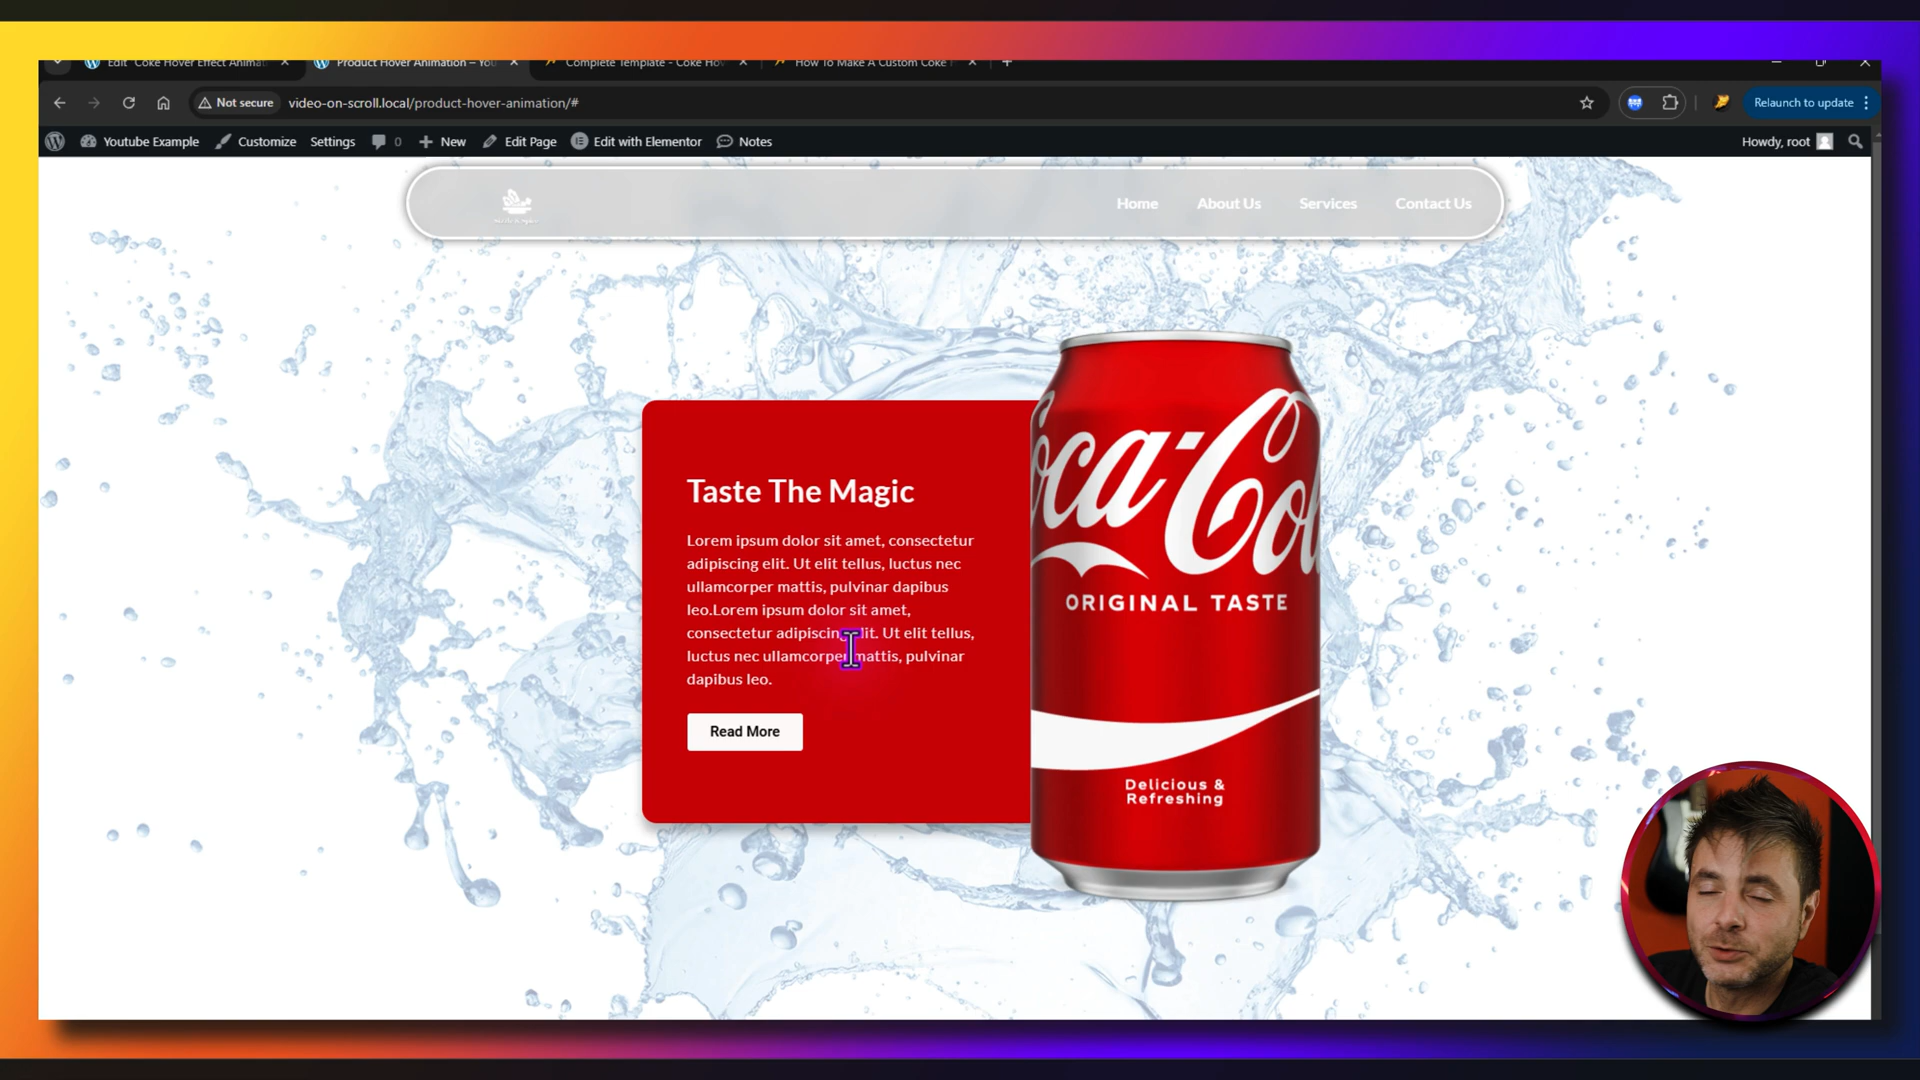 Edit "Coke Hover Effect Animat
Product Hover Animation – You
Complete Template - Coke Hov
How To Make A Custom Coke
Not secure
video-on-scroll.local/product-hover-animation/#
Relaunch to update
Youtube Example
Customize
Settings
0
New
Edit Page
Edit with Elementor
Notes
Howdy, root
Home
About Us
Services
Contact Us
Taste The Magic
Lorem ipsum dolor sit amet, consectetur
adipiscing elit. Ut elit tellus, luctus nec
ullamcorper mattis, pulvinar dapibus
leo.Lorem ipsum dolor sit amet,
consectetur adipiscing elit. Ut elit tellus,
luctus nec ullamcorper mattis, pulvinar
dapibus leo.
Read More
oca-Col
ORIGINAL TASTE
Delicious &
Refreshing